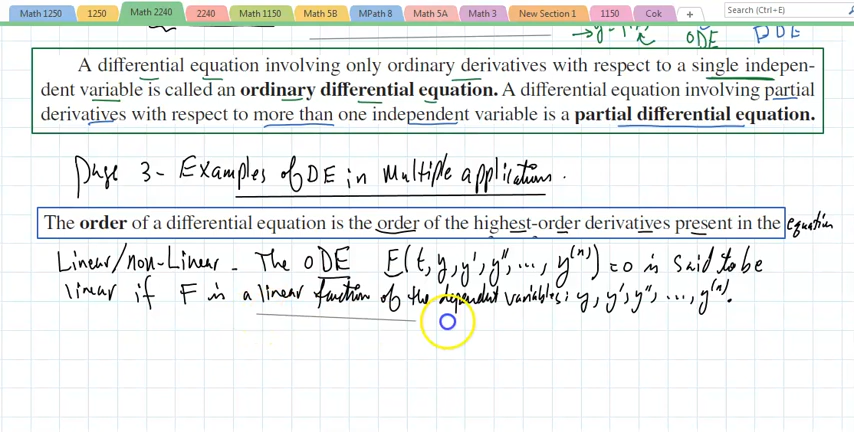 Math 1250 1250 Math 2240 2240 Math1150 Math 5B MPath 8 Math 5A Math 3 New Section 1 1150 Cok + Search (Ctrl+E)
ODE PDE
A differential equation involving only ordinary derivatives with respect to a single indepen-
dent variable is called an ordinary differential equation. A differential equation involving partial
derivatives with respect to more than one independent variable is a partial differential equation.
Page 3 - Examples of DE in multiple applications.
The order of a differential equation is the order of the highest-order derivatives present in the equation
Linear/non-Linear - The ODE F(t, y, y', y'', ..., y⁽ⁿ⁾) = 0 is said to be
linear if F is a linear function of the dependent variables: y, y', y'', ..., y⁽ⁿ⁾.